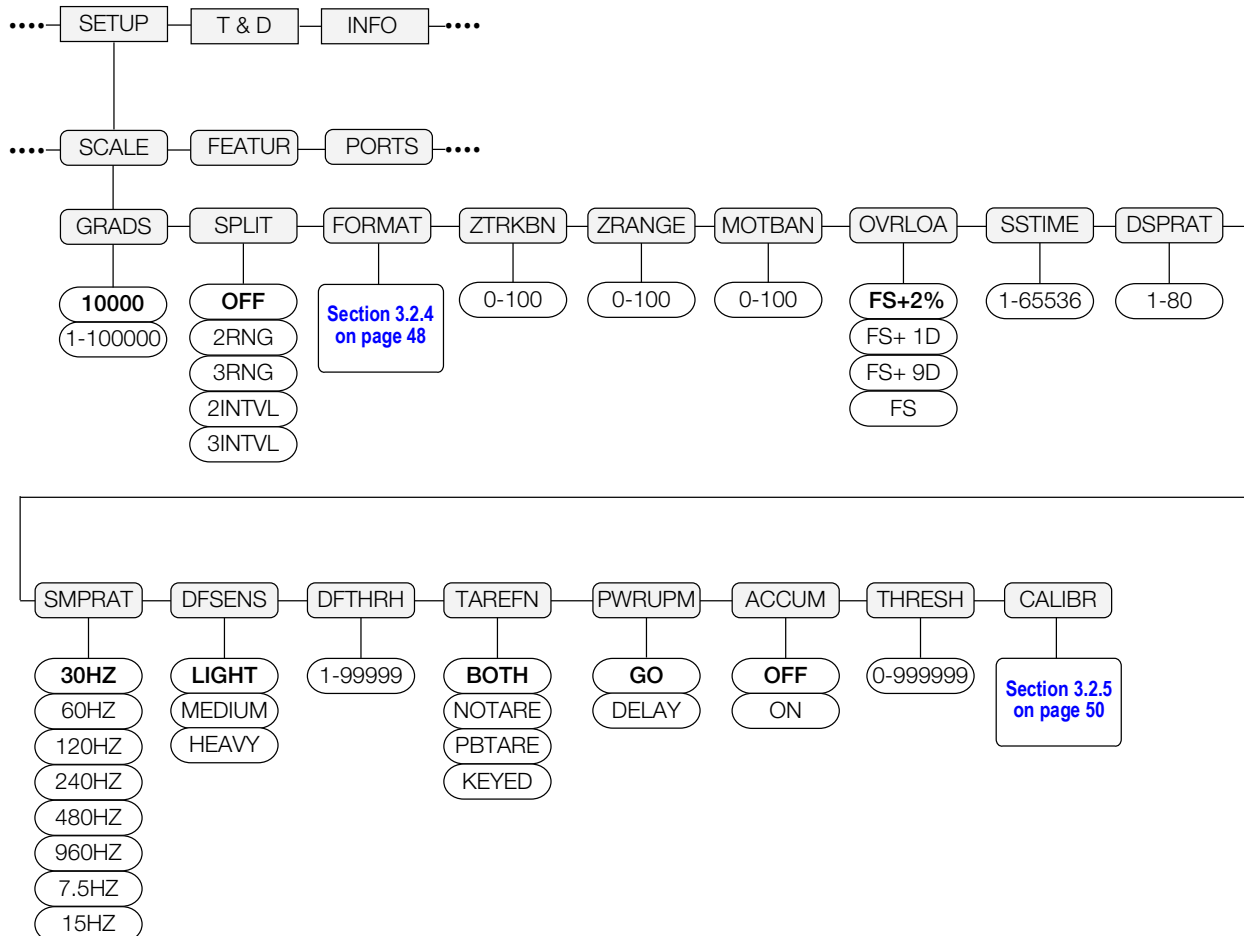 •••• SETUP T & D INFO ••••
•••• SCALE FEATUR PORTS ••••
GRADS SPLIT FORMAT ZTRKBN ZRANGE MOTBAN OVRLOA SSTIME DSPRAT
10000
1-100000
OFF
2RNG
3RNG
2INTVL
3INTVL
Section 3.2.4
on page 48
0-100
0-100
0-100
FS+2%
FS+ 1D
FS+ 9D
FS
1-65536
1-80
SMPRAT DFSENS DFTHRH TAREFN PWRUPM ACCUM THRESH CALIBR
30HZ
60HZ
120HZ
240HZ
480HZ
960HZ
7.5HZ
15HZ
LIGHT
MEDIUM
HEAVY
1-99999
BOTH
NOTARE
PBTARE
KEYED
GO
DELAY
OFF
ON
0-999999
Section 3.2.5
on page 50